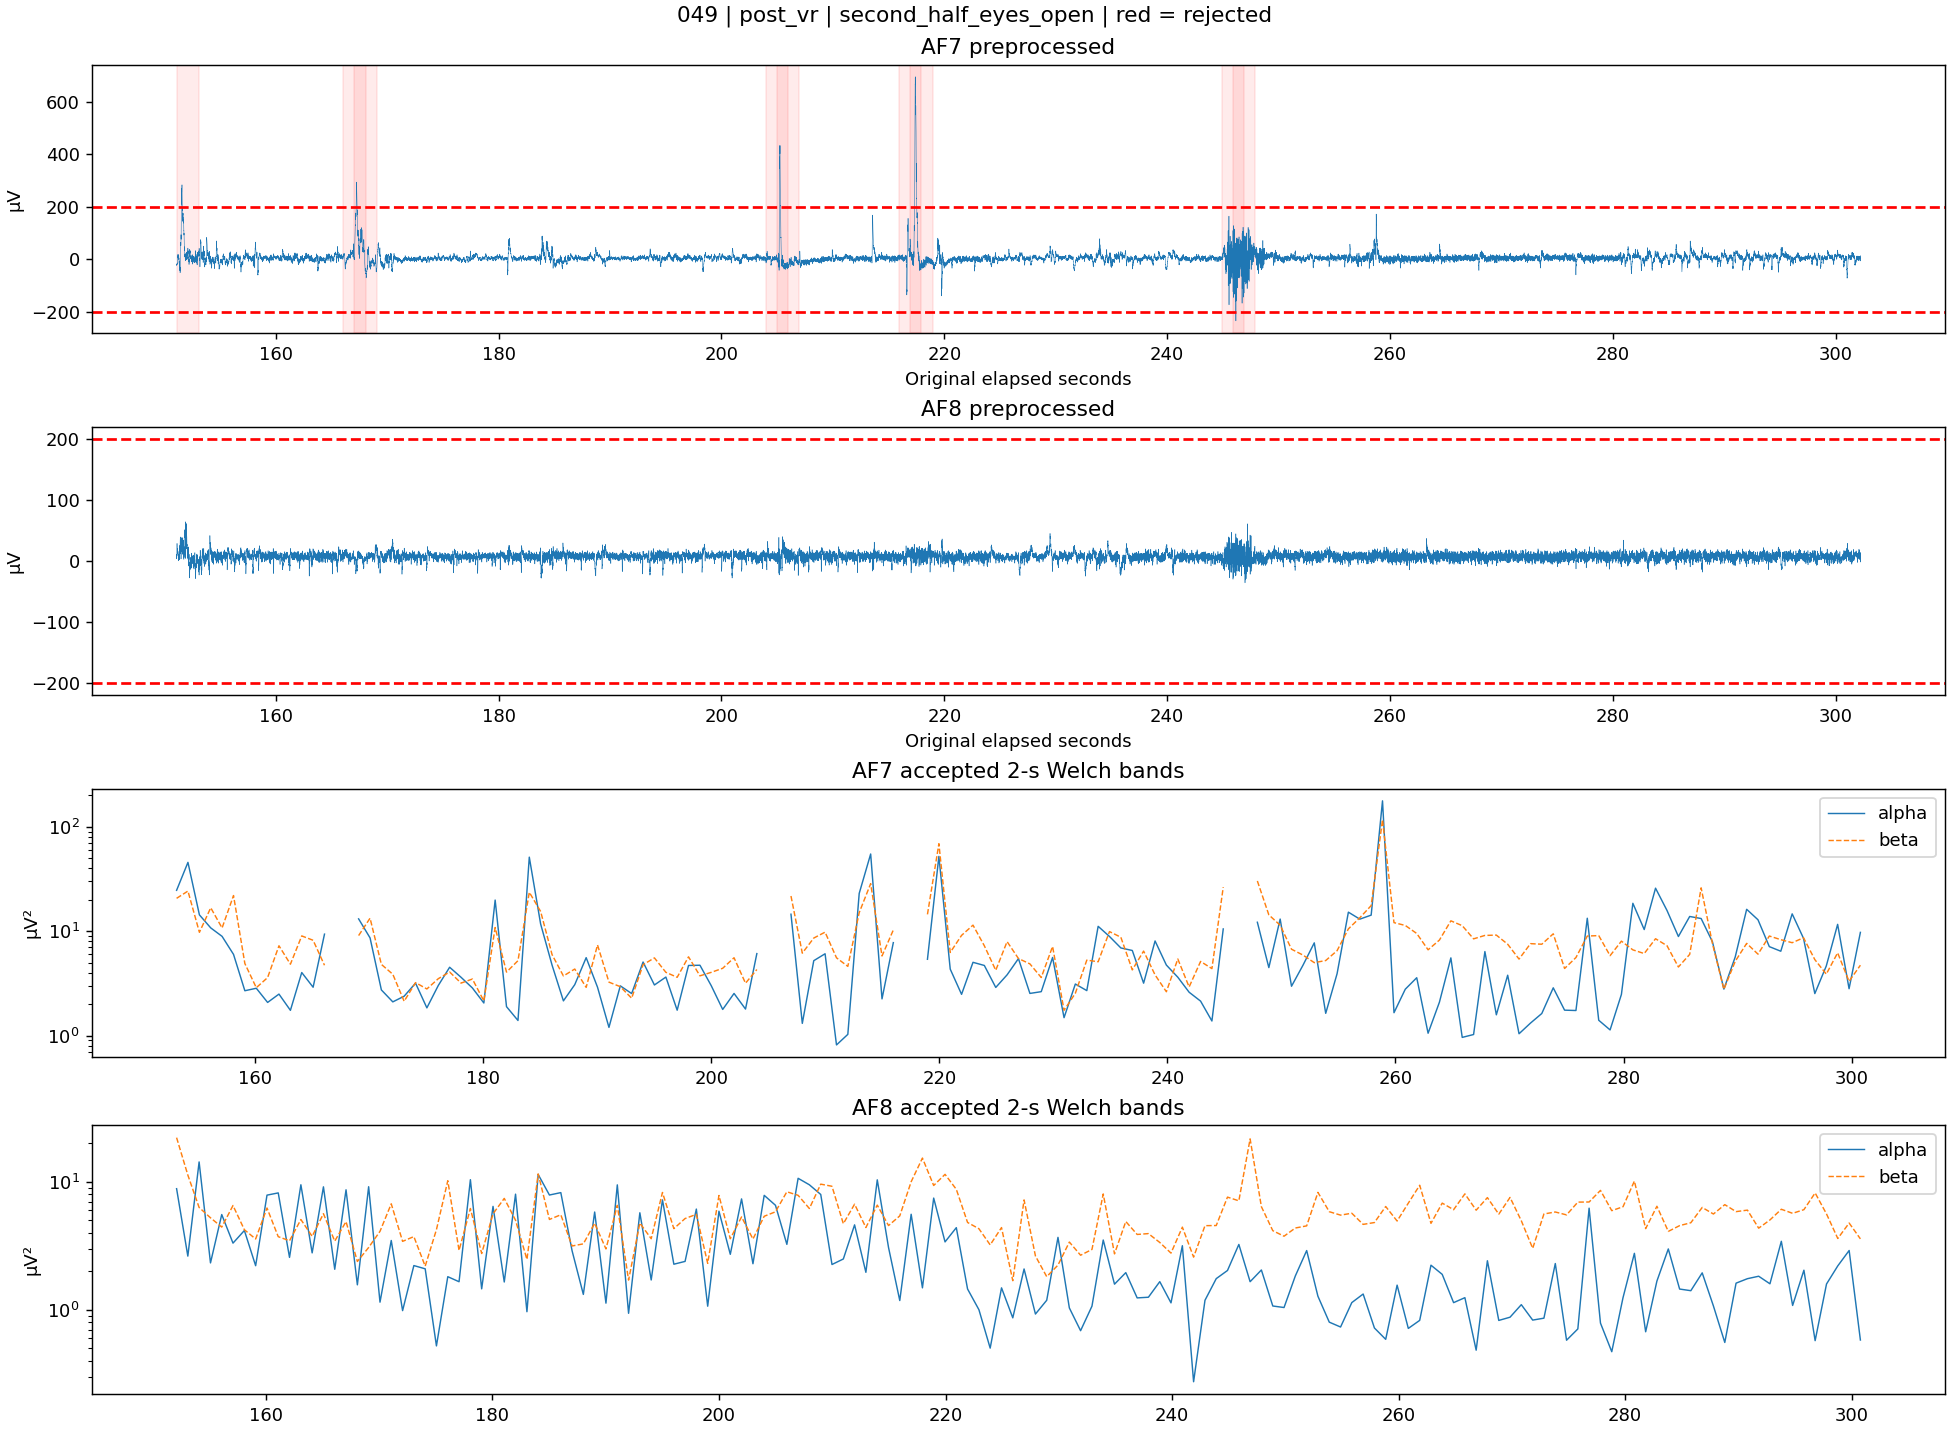 049 | post_vr | second_half_eyes_open | red = rejected
AF7 preprocessed
600
400
200
0
−200
µV
160 180 200 220 240 260 280 300
Original elapsed seconds
AF8 preprocessed
200
100
0
−100
−200
µV
160 180 200 220 240 260 280 300
Original elapsed seconds
AF7 accepted 2-s Welch bands
10²
10¹
10⁰
µV²
alpha
beta
160 180 200 220 240 260 280 300
AF8 accepted 2-s Welch bands
10¹
10⁰
µV²
alpha
beta
160 180 200 220 240 260 280 300